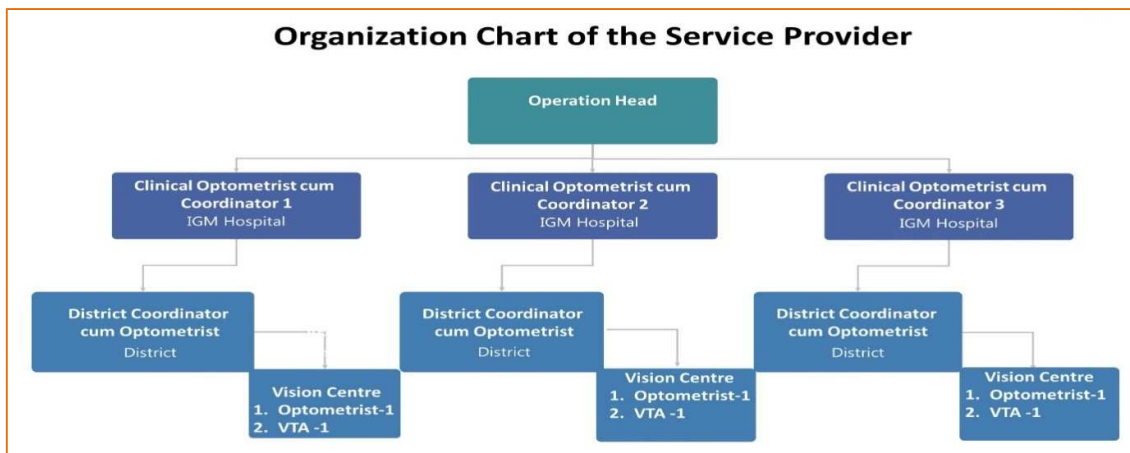 Organization Chart of the Service Provider
Operation Head
Clinical Optometrist cum
Coordinator 1
IGM Hospital
Clinical Optometrist cum
Coordinator 2
IGM Hospital
Clinical Optometrist cum
Coordinator 3
IGM Hospital
District Coordinator
cum Optometrist
District
District Coordinator
cum Optometrist
District
District Coordinator
cum Optometrist
District
Vision Centre
1. Optometrist-1
2. VTA -1
Vision Centre
1. Optometrist-1
2. VTA -1
Vision Centre
1. Optometrist-1
2. VTA -1